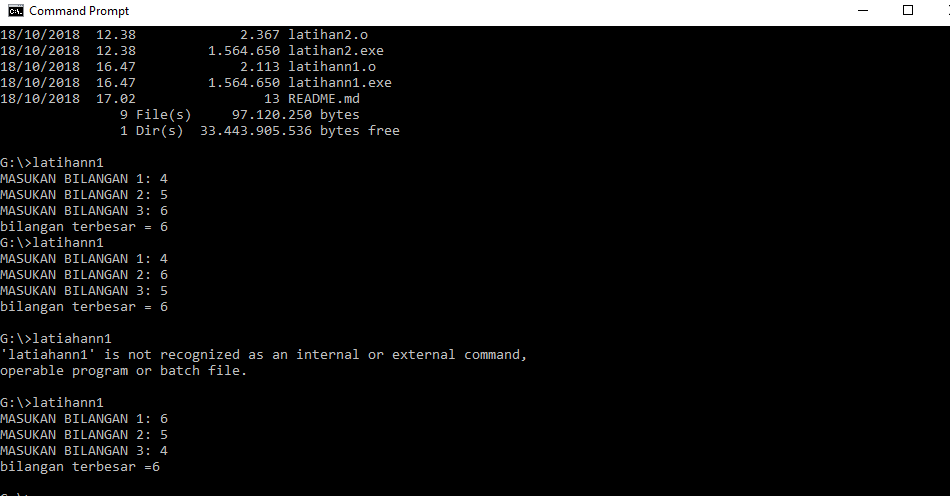 Command Prompt
18/10/2018  12.38             2.367 latihan2.o
18/10/2018  12.38         1.564.650 latihan2.exe
18/10/2018  16.47             2.113 latihann1.o
18/10/2018  16.47         1.564.650 latihann1.exe
18/10/2018  17.02                13 README.md
               9 File(s)     97.120.250 bytes
               1 Dir(s)  33.443.905.536 bytes free
G:\>latihann1
MASUKAN BILANGAN 1: 4
MASUKAN BILANGAN 2: 5
MASUKAN BILANGAN 3: 6
bilangan terbesar = 6
G:\>latihann1
MASUKAN BILANGAN 1: 4
MASUKAN BILANGAN 2: 6
MASUKAN BILANGAN 3: 5
bilangan terbesar = 6
G:\>latiahann1
'latiahann1' is not recognized as an internal or external command,
operable program or batch file.
G:\>latihann1
MASUKAN BILANGAN 1: 6
MASUKAN BILANGAN 2: 5
MASUKAN BILANGAN 3: 4
bilangan terbesar =6